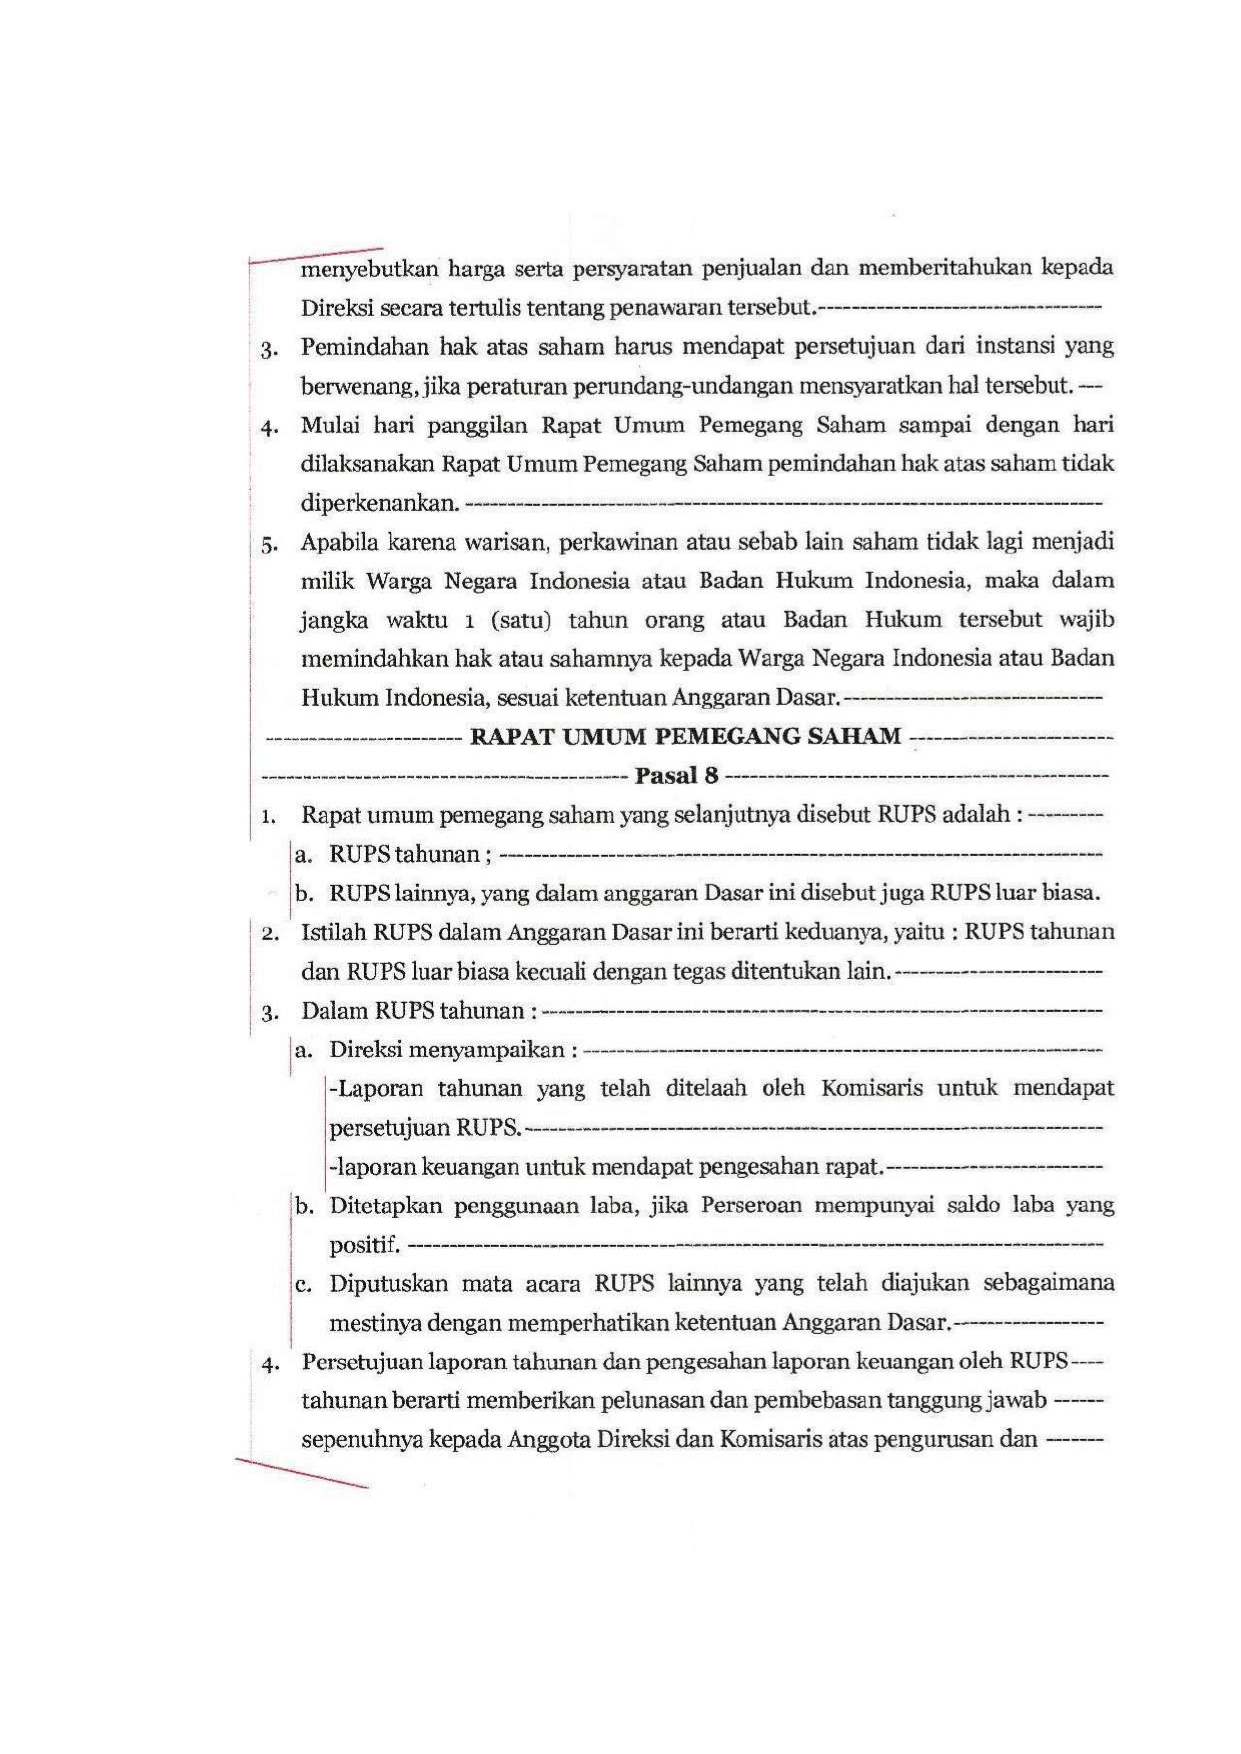 menyebutkan harga serta persyaratan penjualan dan memberitahukan kepada
Direksi secara tertulis tentang penawaran tersebut.----------------------------------
3. Pemindahan hak atas saham harus mendapat persetujuan dari instansi yang
berwenang, jika peraturan perundang-undangan mensyaratkan hal tersebut. ---
4. Mulai hari panggilan Rapat Umum Pemegang Saham sampai dengan hari
dilaksanakan Rapat Umum Pemegang Saham pemindahan hak atas saham tidak
diperkenankan. ----------------------------------------------------------------------------
5. Apabila karena warisan, perkawinan atau sebab lain saham tidak lagi menjadi
milik Warga Negara Indonesia atau Badan Hukum Indonesia, maka dalam
jangka waktu 1 (satu) tahun orang atau Badan Hukum tersebut wajib
memindahkan hak atau sahamnya kepada Warga Negara Indonesia atau Badan
Hukum Indonesia, sesuai ketentuan Anggaran Dasar.-------------------------------
----------------------- RAPAT UMUM PEMEGANG SAHAM ------------------------
-------------------------------------------- Pasal 8 ----------------------------------------------
1. Rapat umum pemegang saham yang selanjutnya disebut RUPS adalah : ---------
a. RUPS tahunan ; ------------------------------------------------------------------------
b. RUPS lainnya, yang dalam anggaran Dasar ini disebut juga RUPS luar biasa.
2. Istilah RUPS dalam Anggaran Dasar ini berarti keduanya, yaitu : RUPS tahunan
dan RUPS luar biasa kecuali dengan tegas ditentukan lain.-------------------------
3. Dalam RUPS tahunan : -------------------------------------------------------------------
a. Direksi menyampaikan : --------------------------------------------------------------
-Laporan tahunan yang telah ditelaah oleh Komisaris untuk mendapat
persetujuan RUPS.---------------------------------------------------------------------
-laporan keuangan untuk mendapat pengesahan rapat.--------------------------
b. Ditetapkan penggunaan laba, jika Perseroan mempunyai saldo laba yang
positif. -----------------------------------------------------------------------------------
c. Diputuskan mata acara RUPS lainnya yang telah diajukan sebagaimana
mestinya dengan memperhatikan ketentuan Anggaran Dasar.------------------
4. Persetujuan laporan tahunan dan pengesahan laporan keuangan oleh RUPS----
tahunan berarti memberikan pelunasan dan pembebasan tanggung jawab ------
sepenuhnya kepada Anggota Direksi dan Komisaris atas pengurusan dan -------